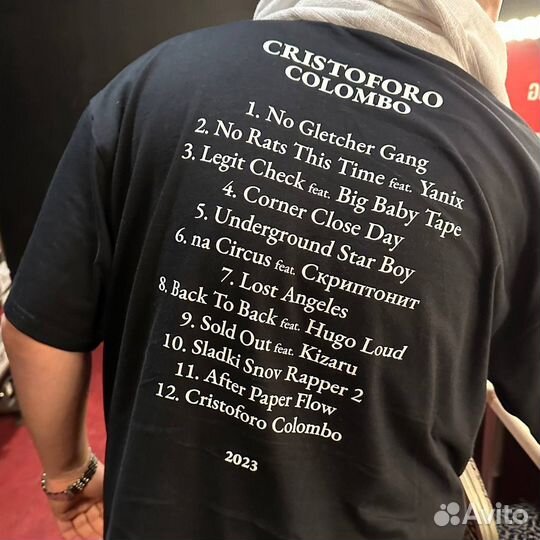 CRISTOFORO
COLOMBO
1. No Gletcher Gang
2. No Rats This Time feat. Yanix
3. Legit Check feat. Big Baby Tape
4. Corner Close Day
5. Underground Star Boy
6. na Circus feat. Скриптонит
7. Lost Angeles
8. Back To Back feat. Hugo Loud
9. Sold Out feat. Kizaru
10. Sladki Snov Rapper 2
11. After Paper Flow
12. Cristoforo Colombo
2023
Avito